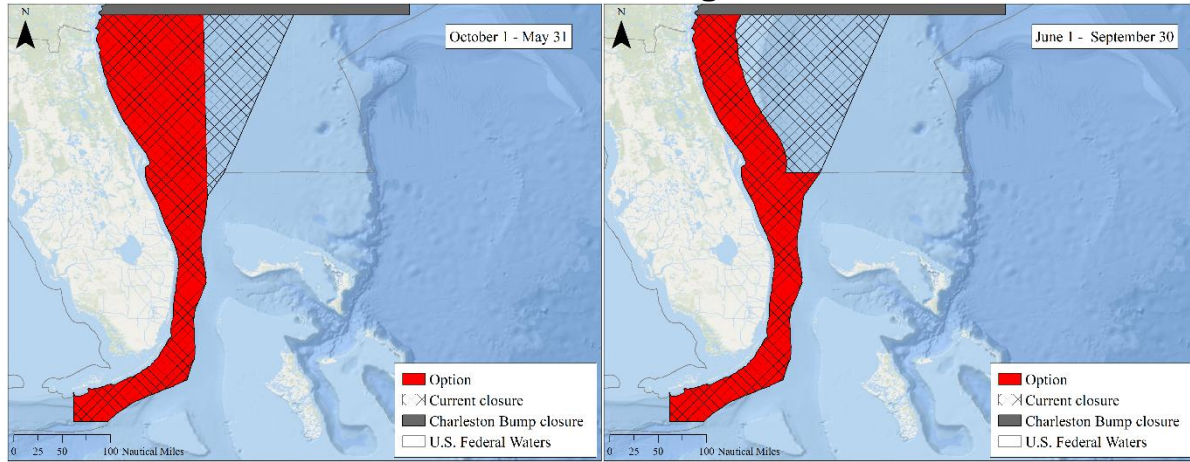 N
October 1 - May 31
Option
Current closure
Charleston Bump closure
U.S. Federal Waters
0 25 50 100 Nautical Miles
N
June 1 - September 30
Option
Current closure
Charleston Bump closure
U.S. Federal Waters
0 25 50 100 Nautical Miles